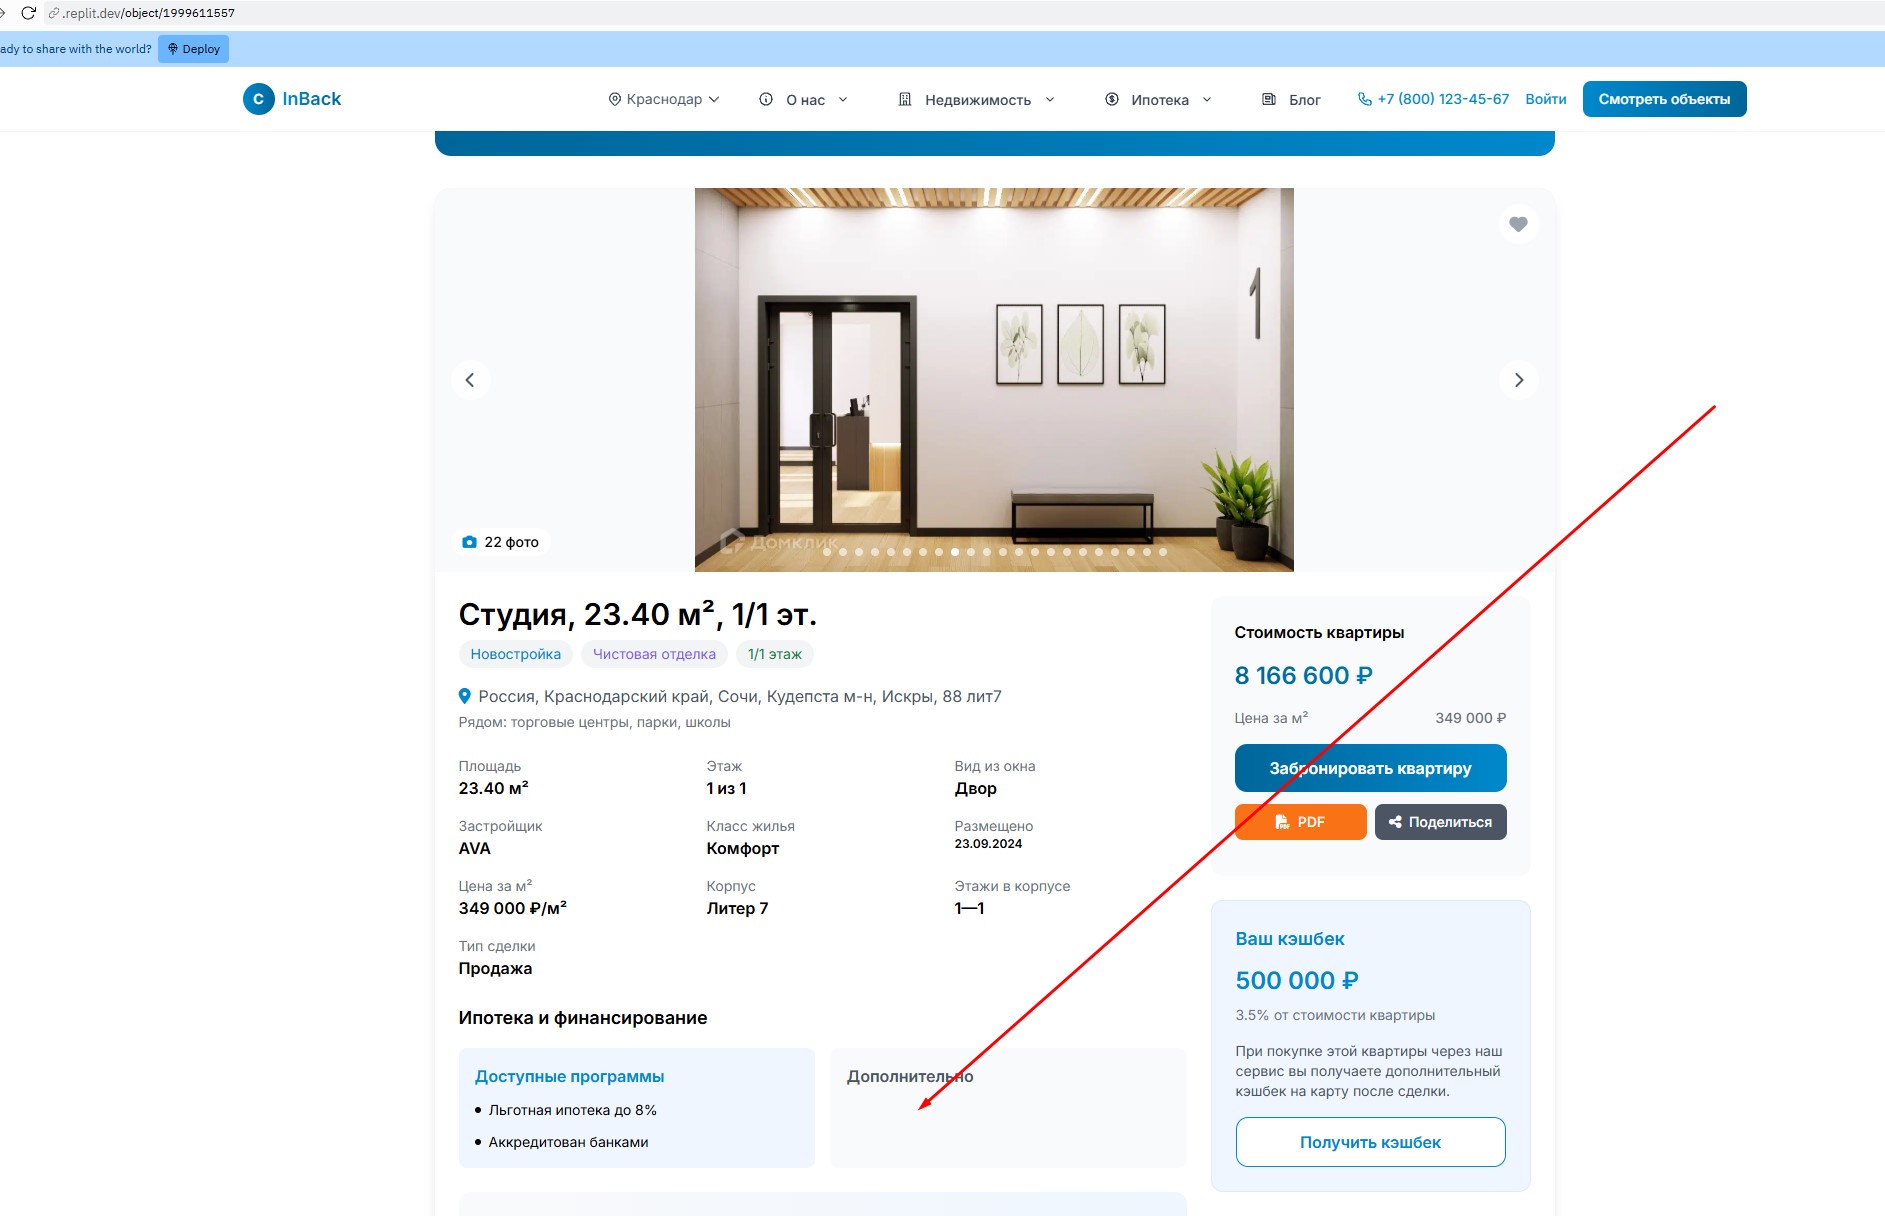 .replit.dev/object/1999611557
ady to share with the world?
Deploy
C
InBack
Краснодар
О нас
Недвижимость
Ипотека
Блог
+7 (800) 123-45-67
Войти
Смотреть объекты
1
22 фото
Домклик
Студия, 23.40 м², 1/1 эт.
Новостройка
Чистовая отделка
1/1 этаж
Россия, Краснодарский край, Сочи, Кудепста м-н, Искры, 88 лит7
Рядом: торговые центры, парки, школы
Площадь
23.40 м²
Этаж
1 из 1
Вид из окна
Двор
Застройщик
AVA
Класс жилья
Комфорт
Размещено
23.09.2024
Цена за м²
349 000 ₽/м²
Корпус
Литер 7
Этажи в корпусе
1—1
Тип сделки
Продажа
Ипотека и финансирование
Доступные программы
Льготная ипотека до 8%
Аккредитован банками
Дополнительно
Стоимость квартиры
8 166 600 ₽
Цена за м²
349 000 ₽
Забронировать квартиру
PDF
Поделиться
Ваш кэшбек
500 000 ₽
3.5% от стоимости квартиры
При покупке этой квартиры через наш
сервис вы получаете дополнительный
кэшбек на карту после сделки.
Получить кэшбек